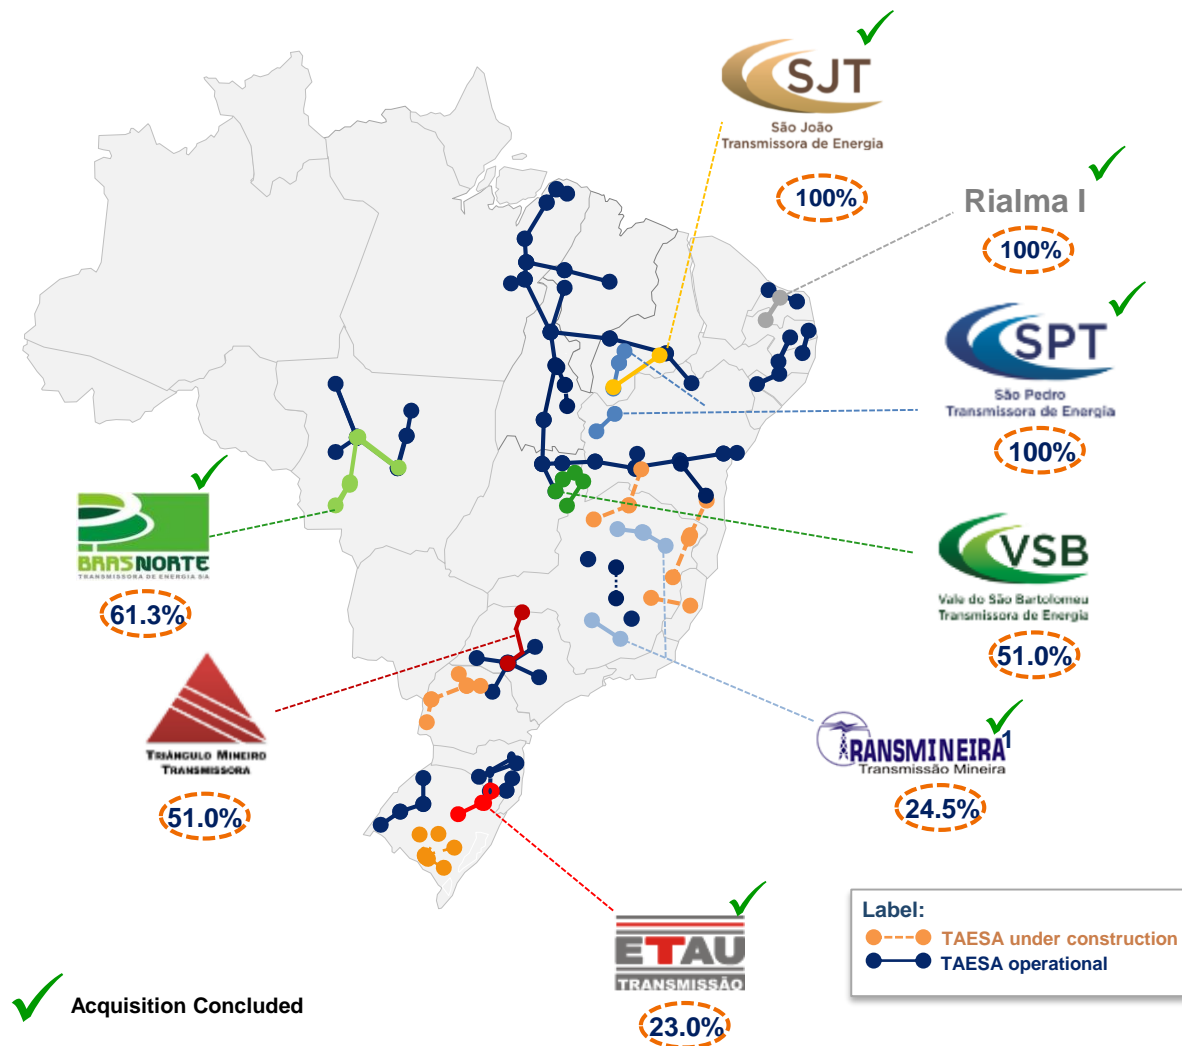 SJT
São João
Transmissora de Energia
100%
Rialma I
100%
SPT
São Pedro
Transmissora de Energia
100%
BRASNORTE
TRANSMISSORA DE ENERGIA S/A
61.3%
VSB
Vale do São Bartolomeu
Transmissora de Energia
51.0%
TRIÂNGULO MINEIRO
TRANSMISSORA
51.0%
TRANSMINEIRA 1
Transmissão Mineira
24.5%
ETAU
TRANSMISSÃO
23.0%
Label:
TAESA under construction
TAESA operational
Acquisition Concluded